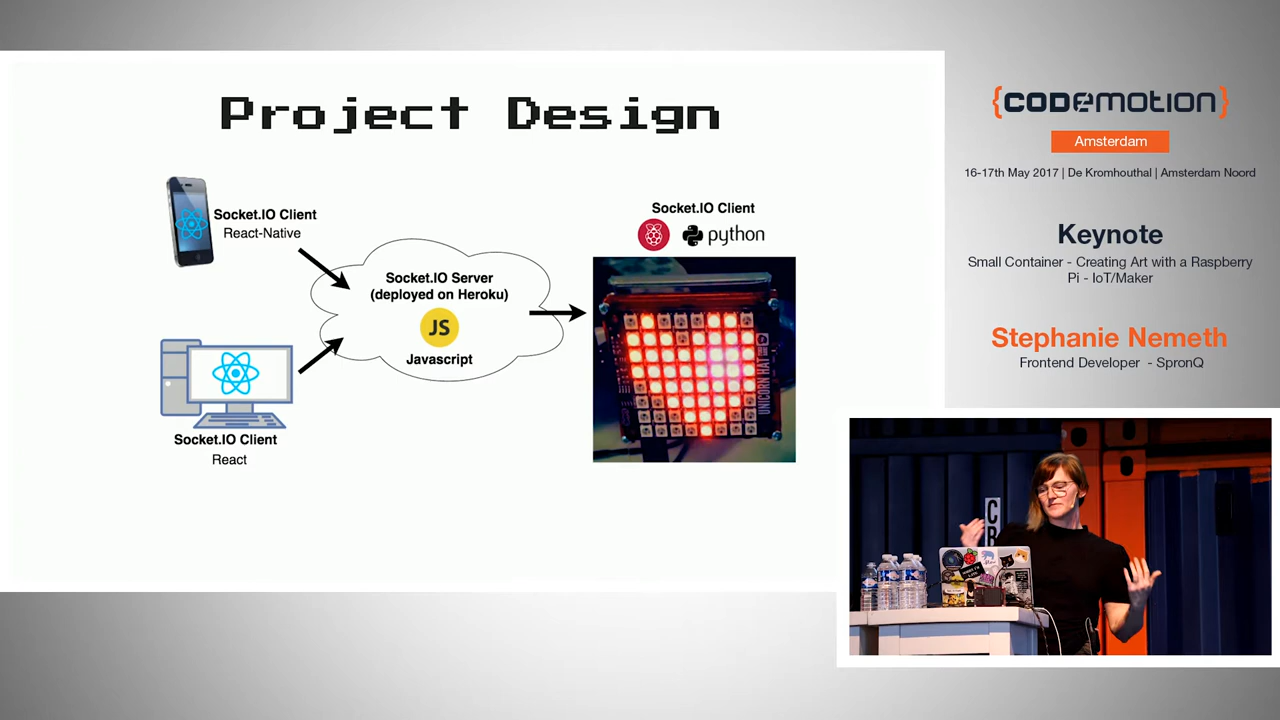 Project Design
Socket.IO Client
React-Native
Socket.IO Server
(deployed on Heroku)
JS
Javascript
Socket.IO Client
React
Socket.IO Client
python
UNICORN HAT
{CODEMOTION}
Amsterdam
16-17th May 2017 | De Kromhouthal | Amsterdam Noord
Keynote
Small Container - Creating Art with a Raspberry
Pi - IoT/Maker
Stephanie Nemeth
Frontend Developer - SpronQ